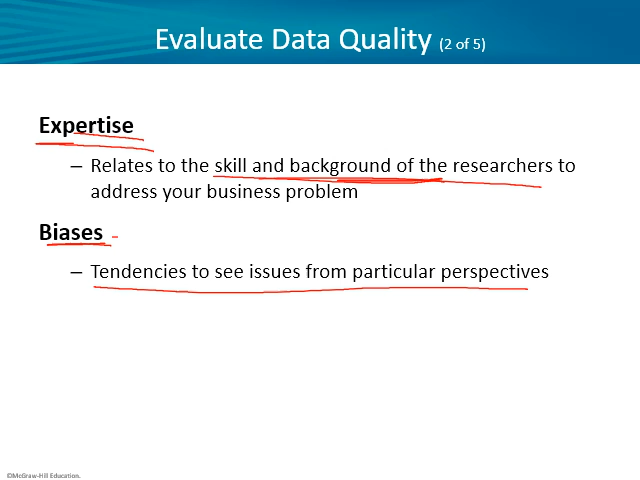 Evaluate Data Quality (2 of 5)
Expertise
– Relates to the skill and background of the researchers to
address your business problem
Biases
– Tendencies to see issues from particular perspectives
©McGraw-Hill Education.